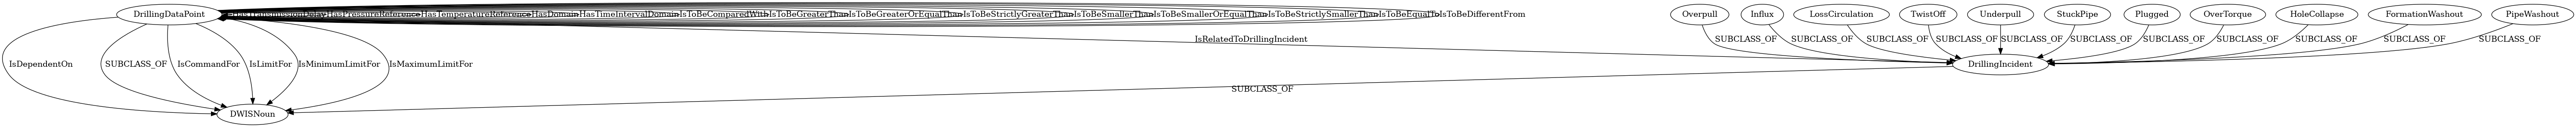 DrillingDataPoint
HasPressureReference
HasTemperatureReference
HasDomain
HasTimeIntervalDomain
IsToBeComparedWith
IsToBeGreaterThan
IsToBeGreaterOrEqualThan
IsToBeStrictlyGreaterThan
IsToBeSmallerThan
IsToBeSmallerOrEqualThan
IsToBeStrictlySmallerThan
IsToBeEqualTo
IsToBeDifferentFrom
Overpull
Influx
LossCirculation
TwistOff
Underpull
StuckPipe
Plugged
OverTorque
HoleCollapse
FormationWashout
PipeWashout
IsRelatedToDrillingIncident
SUBCLASS_OF
SUBCLASS_OF
SUBCLASS_OF
SUBCLASS_OF
SUBCLASS_OF
SUBCLASS_OF
SUBCLASS_OF
SUBCLASS_OF
SUBCLASS_OF
SUBCLASS_OF
SUBCLASS_OF
IsDependentOn
SUBCLASS_OF
IsCommandFor
IsLimitFor
IsMinimumLimitFor
IsMaximumLimitFor
DrillingIncident
SUBCLASS_OF
DWISNoun